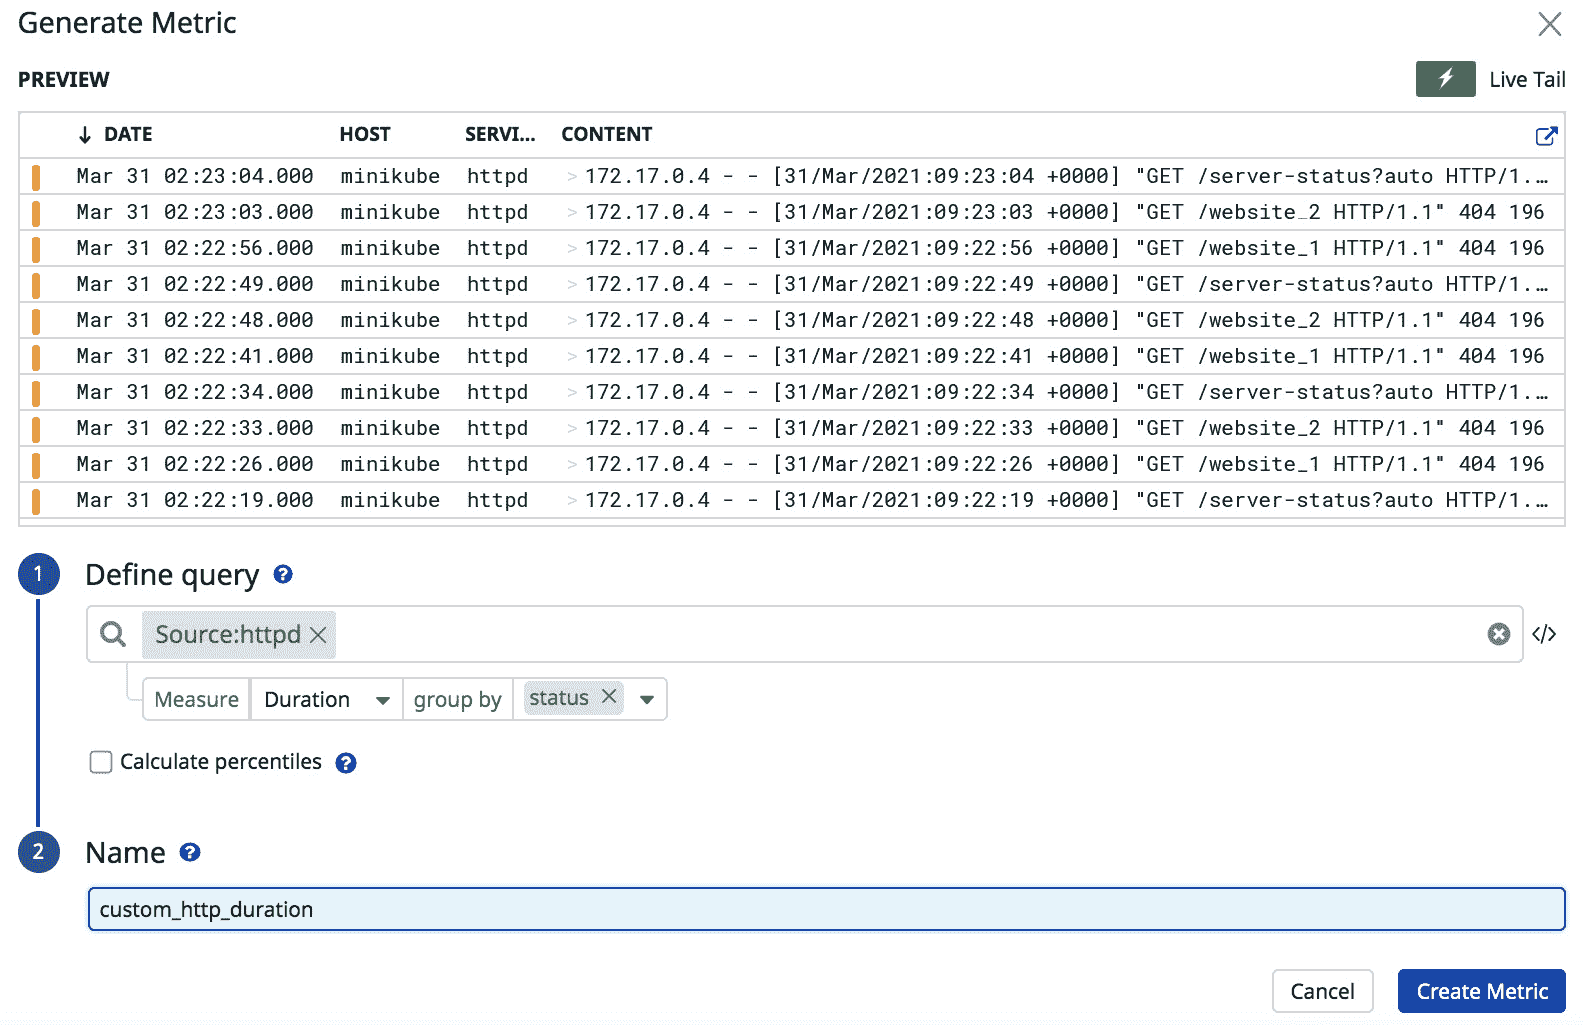 Generate Metric
PREVIEW
Live Tail
↓ DATE HOST SERVI... CONTENT
Mar 31 02:23:04.000 minikube httpd > 172.17.0.4 - - [31/Mar/2021:09:23:04 +0000] "GET /server-status?auto HTTP/1.…
Mar 31 02:23:03.000 minikube httpd > 172.17.0.4 - - [31/Mar/2021:09:23:03 +0000] "GET /website_2 HTTP/1.1" 404 196
Mar 31 02:22:56.000 minikube httpd > 172.17.0.4 - - [31/Mar/2021:09:22:56 +0000] "GET /website_1 HTTP/1.1" 404 196
Mar 31 02:22:49.000 minikube httpd > 172.17.0.4 - - [31/Mar/2021:09:22:49 +0000] "GET /server-status?auto HTTP/1.…
Mar 31 02:22:48.000 minikube httpd > 172.17.0.4 - - [31/Mar/2021:09:22:48 +0000] "GET /website_2 HTTP/1.1" 404 196
Mar 31 02:22:41.000 minikube httpd > 172.17.0.4 - - [31/Mar/2021:09:22:41 +0000] "GET /website_1 HTTP/1.1" 404 196
Mar 31 02:22:34.000 minikube httpd > 172.17.0.4 - - [31/Mar/2021:09:22:34 +0000] "GET /server-status?auto HTTP/1.…
Mar 31 02:22:33.000 minikube httpd > 172.17.0.4 - - [31/Mar/2021:09:22:33 +0000] "GET /website_2 HTTP/1.1" 404 196
Mar 31 02:22:26.000 minikube httpd > 172.17.0.4 - - [31/Mar/2021:09:22:26 +0000] "GET /website_1 HTTP/1.1" 404 196
Mar 31 02:22:19.000 minikube httpd > 172.17.0.4 - - [31/Mar/2021:09:22:19 +0000] "GET /server-status?auto HTTP/1.…
1 Define query ?
Source:httpd </>
Measure Duration group by status
Calculate percentiles ?
2 Name ?
custom_http_duration
Cancel Create Metric